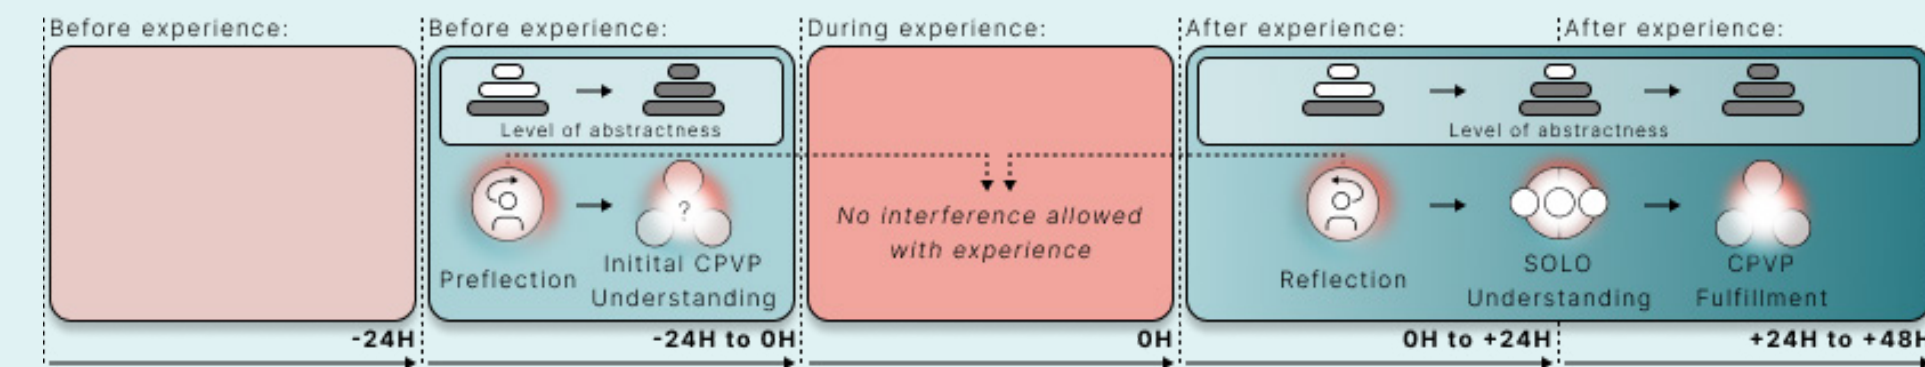 Before experience:
Before experience:
During experience:
After experience:
After experience:
Level of abstractness
Level of abstractness
?
No interference allowed
with experience
Preflection
Initital CPVP
Understanding
Reflection
SOLO
Understanding
CPVP
Fulfillment
-24H
-24H to 0H
0H
0H to +24H
+24H to +48H